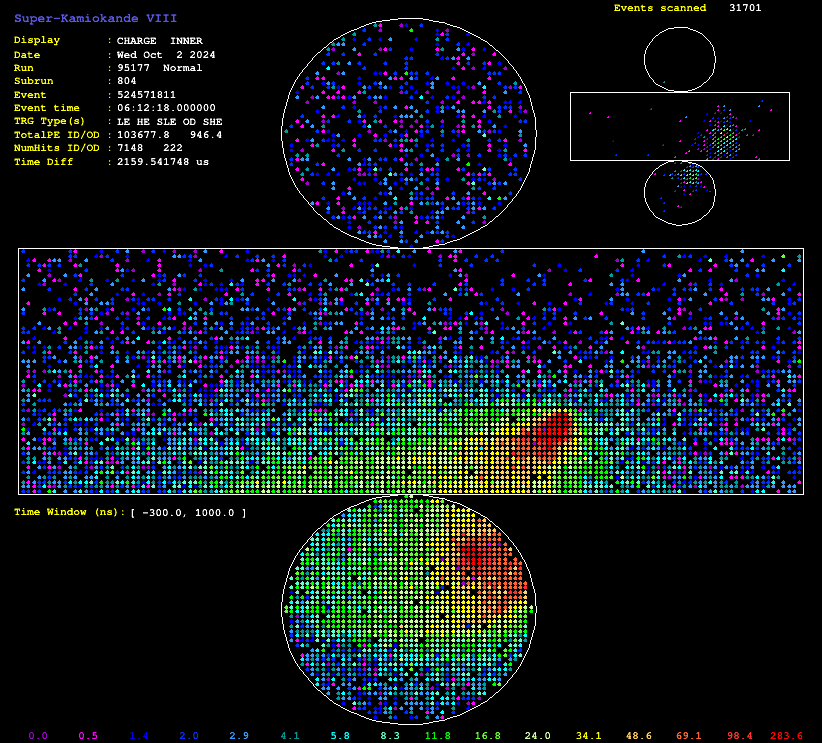 Super-Kamiokande VIII
Events scanned 31701
Display : CHARGE INNER
Date : Wed Oct 2 2024
Run : 95177 Normal
Subrun : 804
Event : 524571811
Event time : 06:12:18.000000
TRG Type(s) : LE HE SLE OD SHE
TotalPE ID/OD : 103677.8 946.4
NumHits ID/OD : 7148 222
Time Diff : 2159.541748 us
Time Window (ns): [ -300.0, 1000.0 ]
0.0 0.5 1.4 2.0 2.9 4.1 5.8 8.3 11.8 16.8 24.0 34.1 48.6 69.1 98.4 283.6